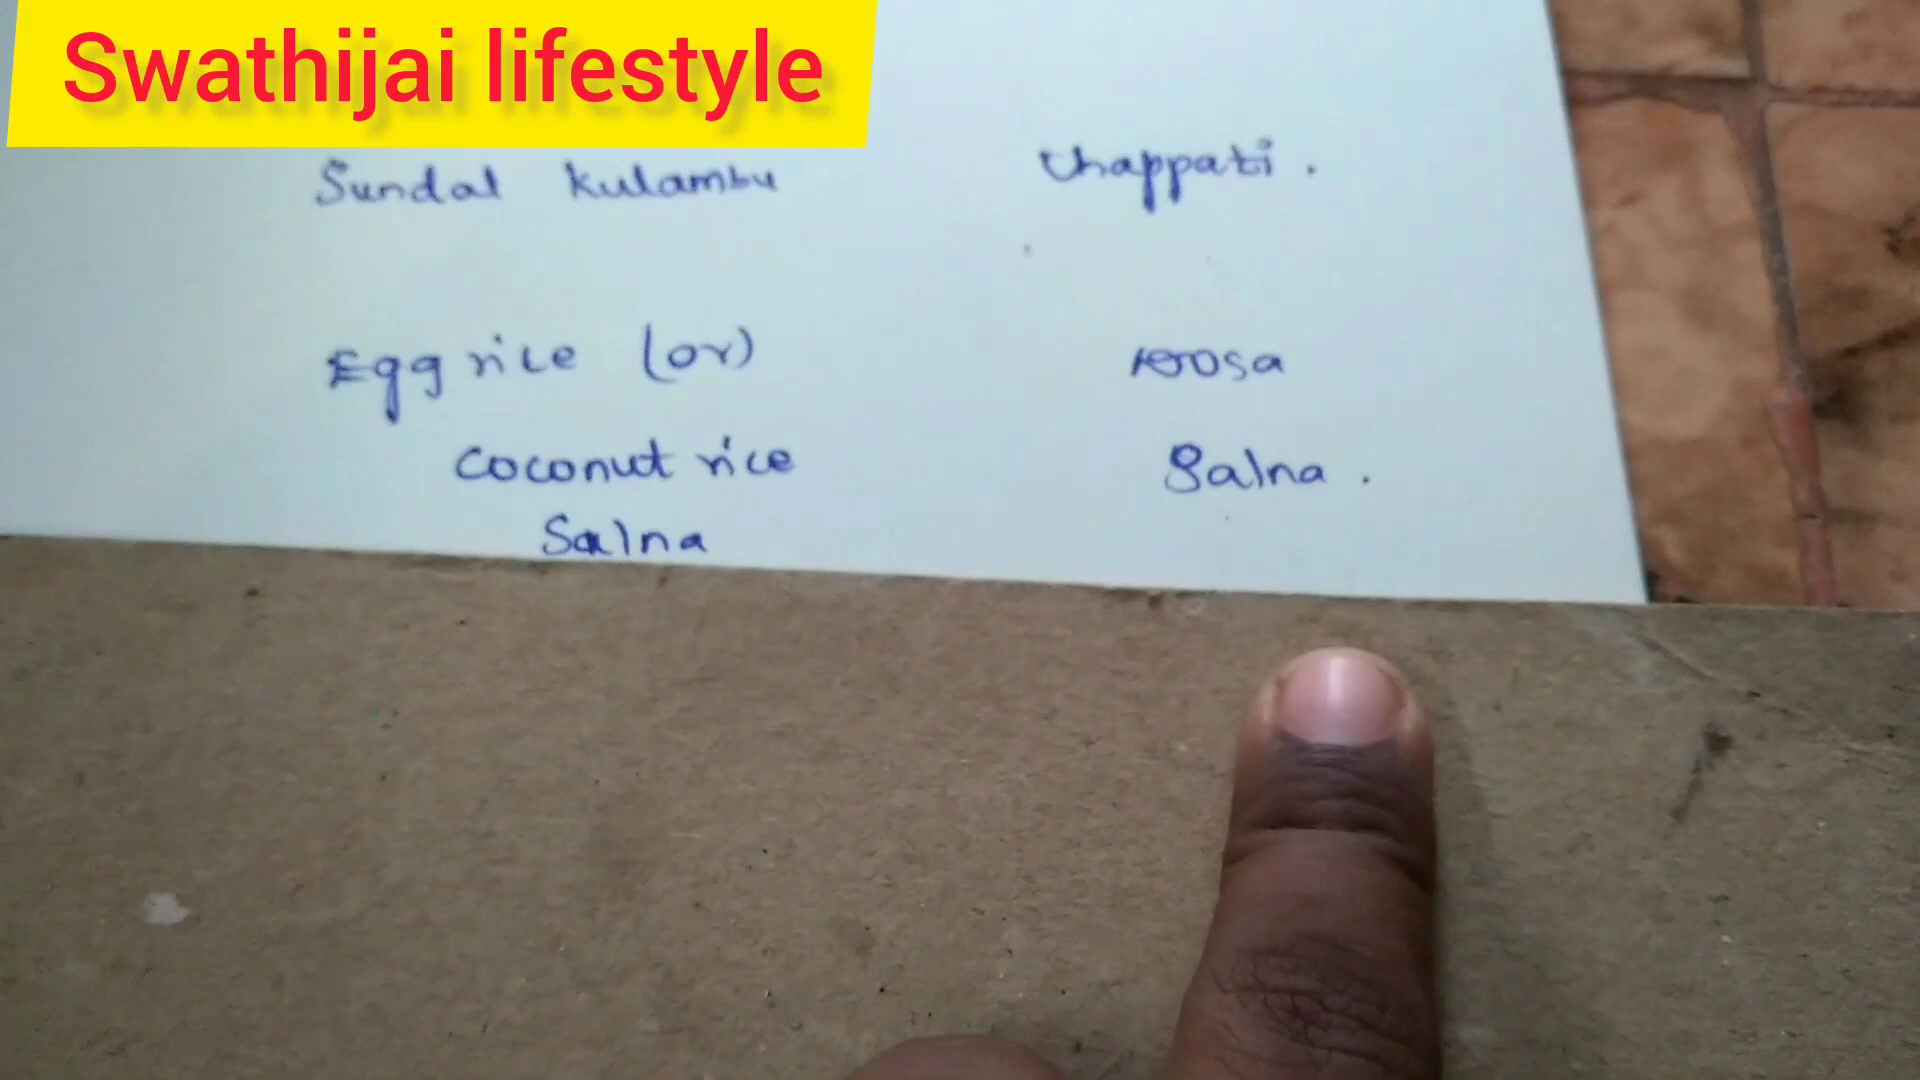 Swathijai lifestyle
Sundal kulambu
Chappati .
Egg rice (or)
Dosa
coconut rice
Salna .
Salna